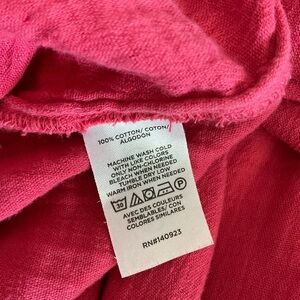 100% COTTON/ COTON/
ALGODÓN
MACHINE WASH COLD
WITH LIKE COLORS
ONLY NON-CHLORINE
BLEACH WHEN NEEDED
TUMBLE DRY LOW
WARM IRON WHEN NEEDED
30
AVEC DES COULEURS
SEMBLABLES/ CON
COLORES SIMILARES
RN#140923